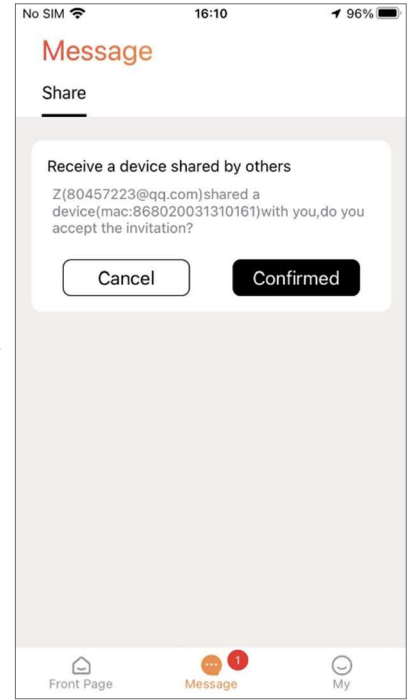 No SIM 16:10 96%
Message
Share
Receive a device shared by others
Z(80457223@qq.com)shared a
device(mac:868020031310161)with you,do you
accept the invitation?
Cancel Confirmed
1
Front Page Message My